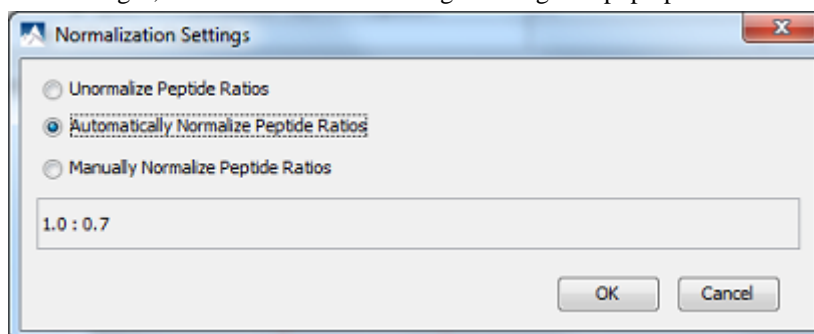 Normalization Settings
Unormalize Peptide Ratios
Automatically Normalize Peptide Ratios
Manually Normalize Peptide Ratios
1.0 : 0.7
OK Cancel